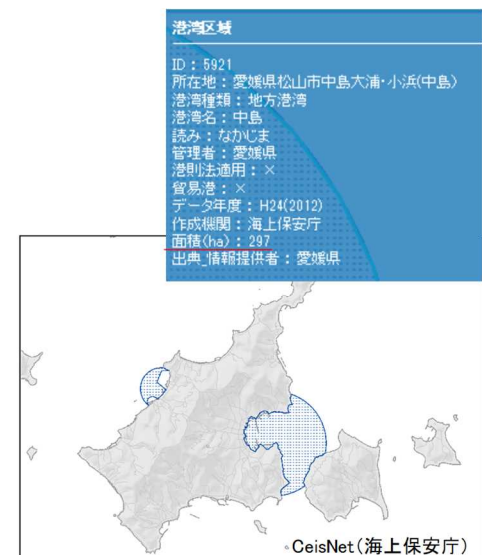 港湾区域
ID：5921
所在地：愛媛県松山市中島大浦・小浜(中島)
港湾種類：地方港湾
港湾名：中島
読み：なかじま
管理者：愛媛県
港則法適用：×
貿易港：×
データ年度：H24(2012)
作成機関：海上保安庁
面積(ha)：297
出典_情報提供者：愛媛県
CeisNet(海上保安庁)